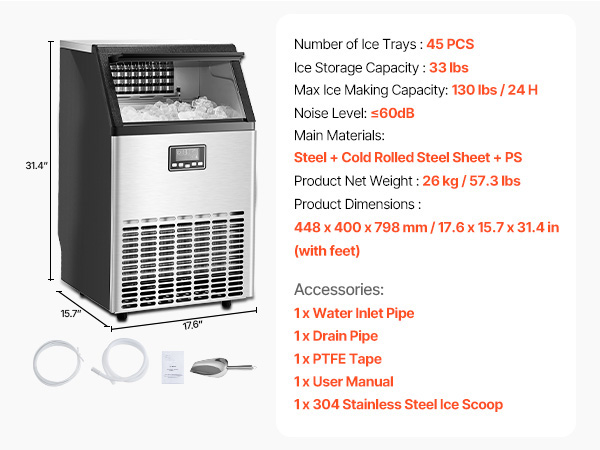 Number of Ice Trays : 45 PCS
Ice Storage Capacity : 33 lbs
Max Ice Making Capacity: 130 lbs / 24 H
Noise Level: ≤60dB
Main Materials:
Steel + Cold Rolled Steel Sheet + PS
Product Net Weight : 26 kg / 57.3 lbs
Product Dimensions :
448 x 400 x 798 mm / 17.6 x 15.7 x 31.4 in
(with feet)
Accessories:
1 x Water Inlet Pipe
1 x Drain Pipe
1 x PTFE Tape
1 x User Manual
1 x 304 Stainless Steel Ice Scoop
31.4"
15.7"
17.6"